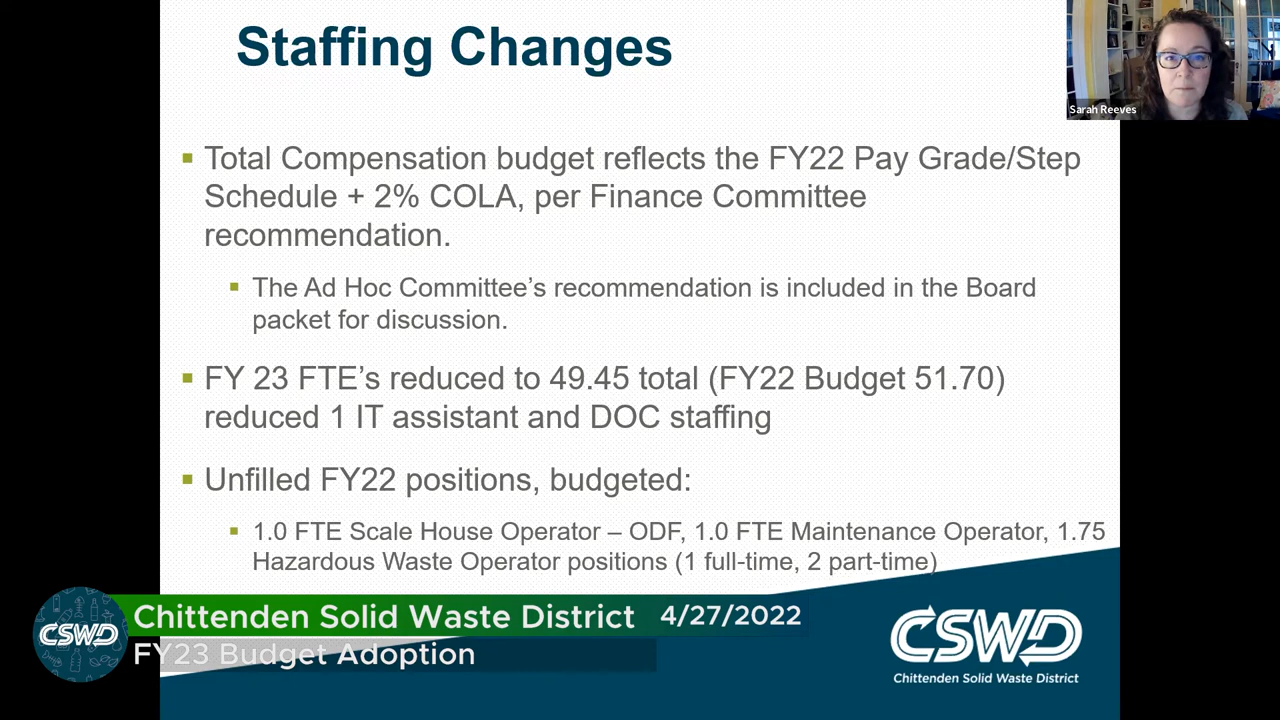 Staffing Changes
Sarah Reeves
▪ Total Compensation budget reflects the FY22 Pay Grade/Step
Schedule + 2% COLA, per Finance Committee
recommendation.
▪ The Ad Hoc Committee's recommendation is included in the Board
packet for discussion.
▪ FY 23 FTE's reduced to 49.45 total (FY22 Budget 51.70)
reduced 1 IT assistant and DOC staffing
▪ Unfilled FY22 positions, budgeted:
▪ 1.0 FTE Scale House Operator – ODF, 1.0 FTE Maintenance Operator, 1.75
Hazardous Waste Operator positions (1 full-time, 2 part-time)
CSWD
Chittenden Solid Waste District 4/27/2022
FY23 Budget Adoption
CSWD
Chittenden Solid Waste District